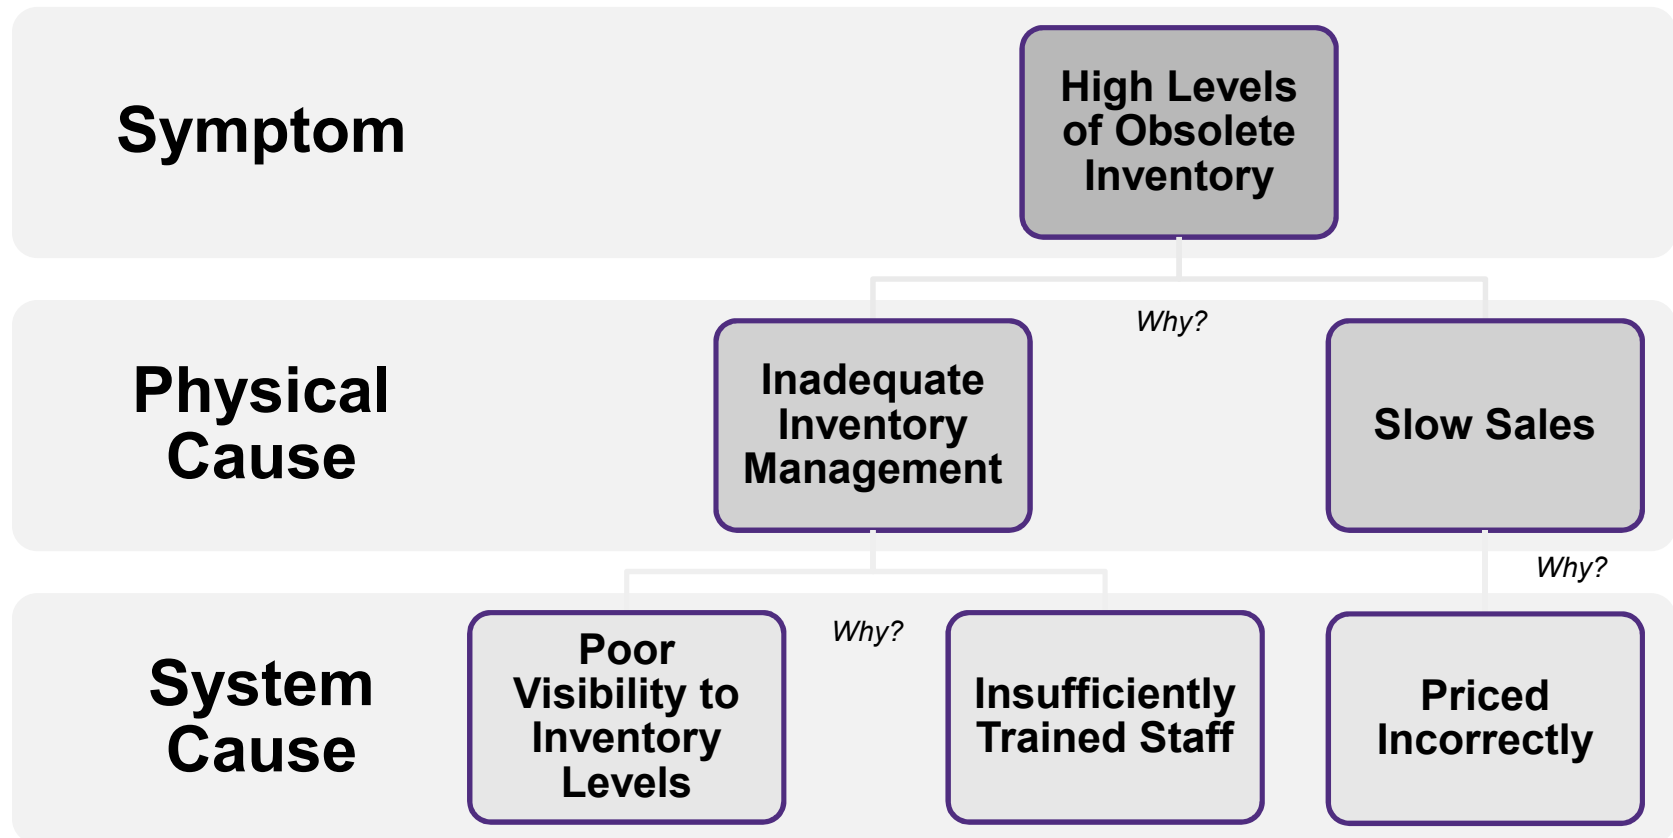 Symptom
High Levels
of Obsolete
Inventory
Why?
Physical
Cause
Inadequate
Inventory
Management
Slow Sales
Why?
Why?
System
Cause
Poor
Visibility to
Inventory
Levels
Insufficiently
Trained Staff
Priced
Incorrectly